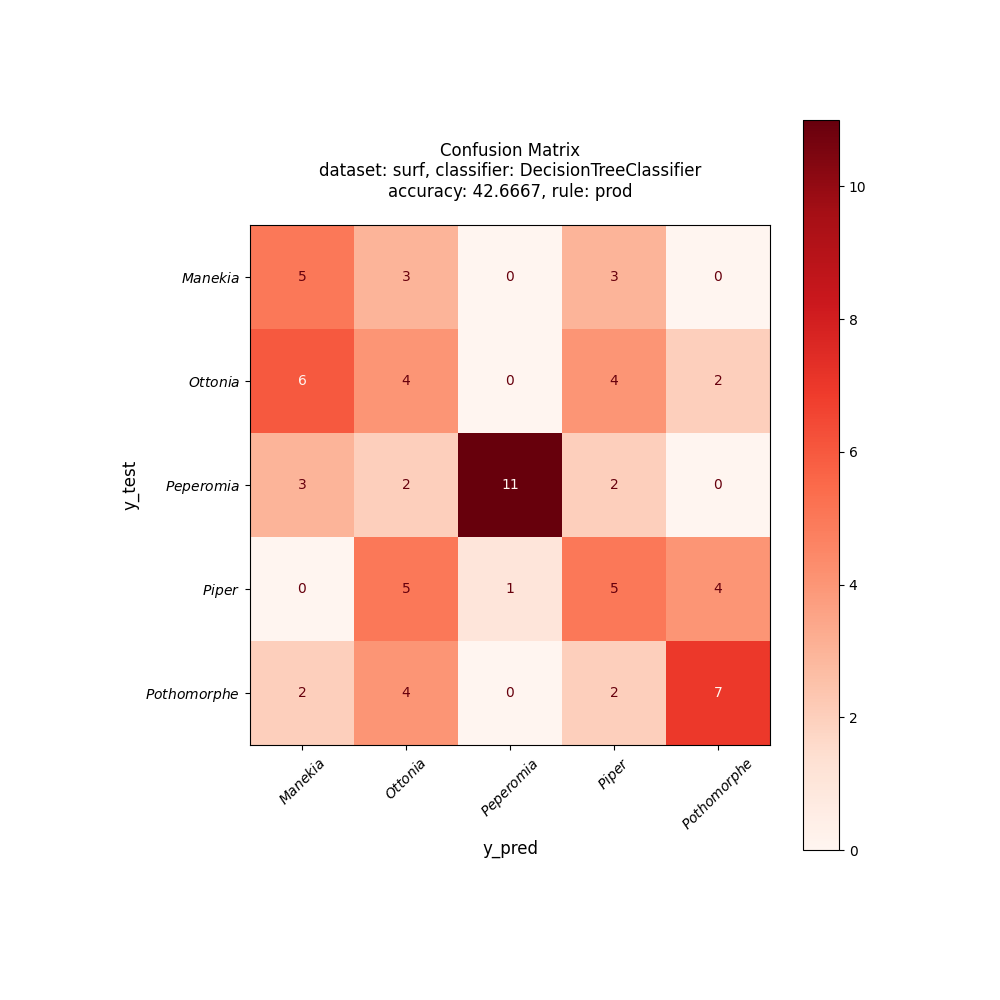 Confusion Matrix
dataset: surf, classifier: DecisionTreeClassifier
accuracy: 42.6667, rule: prod
Manekia 5 3 0 3 0
Ottonia 6 4 0 4 2
Peperomia 3 2 11 2 0
Piper 0 5 1 5 4
Pothomorphe 2 4 0 2 7
Manekia Ottonia Peperomia Piper Pothomorphe
y_pred
y_test
10
8
6
4
2
0